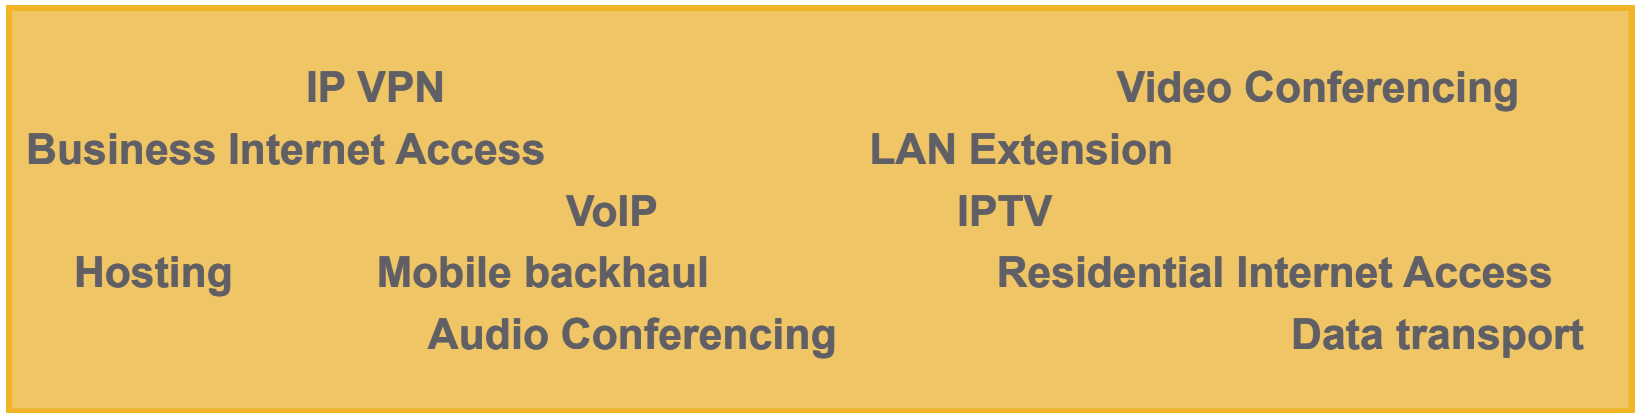 IP VPN Video Conferencing
Business Internet Access LAN Extension
VoIP IPTV
Hosting Mobile backhaul Residential Internet Access
Audio Conferencing Data transport